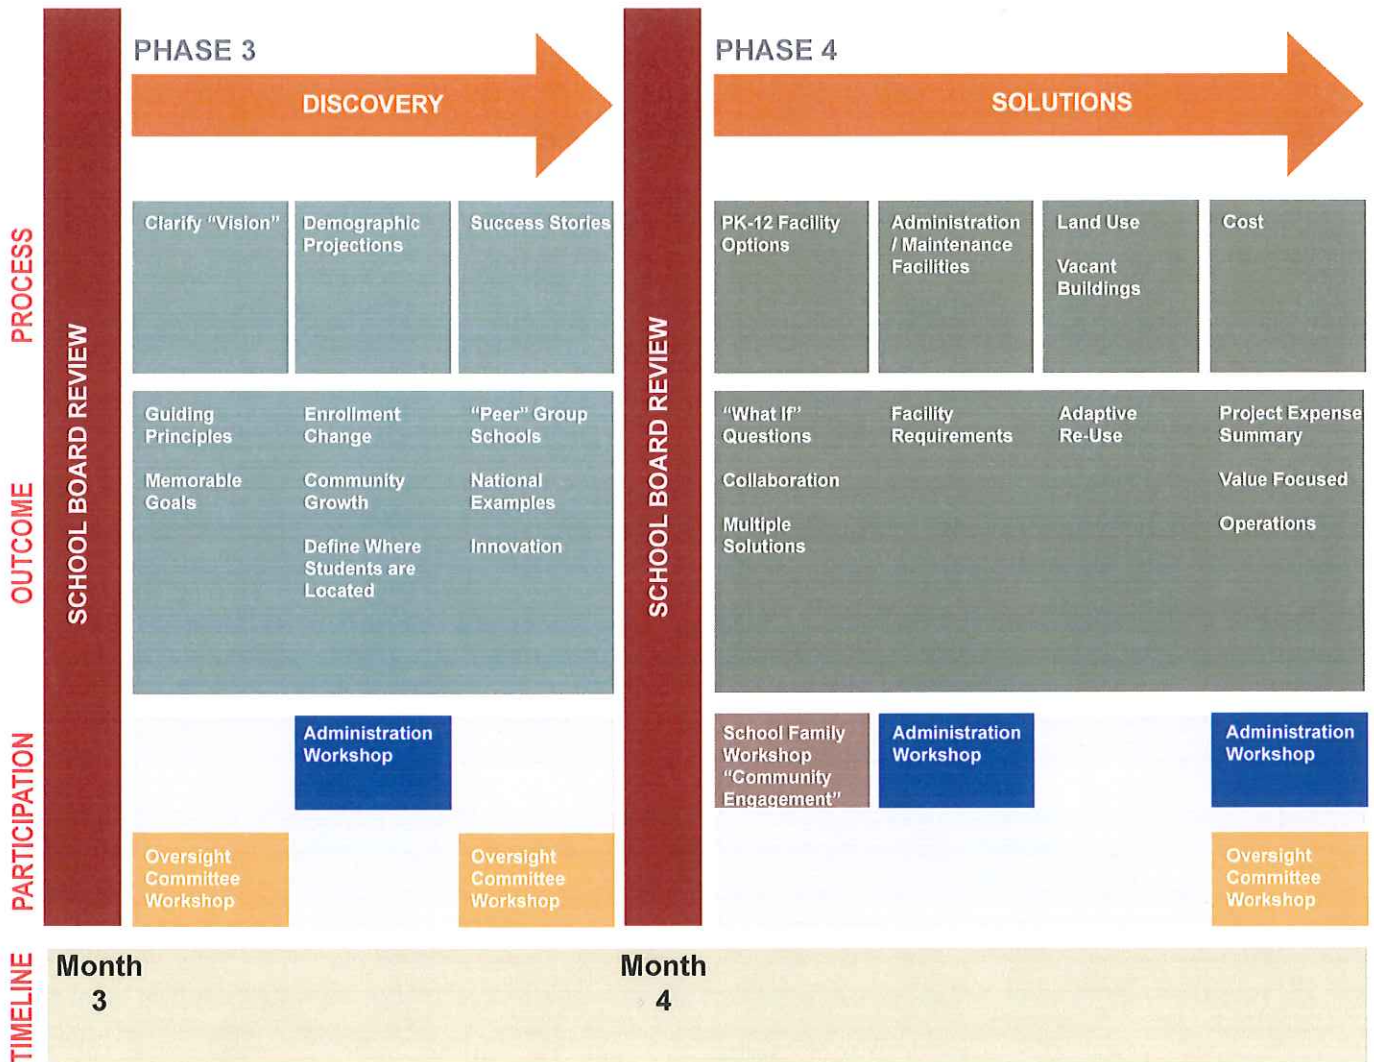 PHASE 3
DISCOVERY
PHASE 4
SOLUTIONS
PROCESS
OUTCOME
PARTICIPATION
TIMELINE
SCHOOL BOARD REVIEW
Clarify “Vision”
Demographic
Projections
Success Stories
Guiding
Principles
Memorable
Goals
Enrollment
Change
Community
Growth
Define Where
Students are
Located
“Peer” Group
Schools
National
Examples
Innovation
Administration
Workshop
Oversight
Committee
Workshop
Oversight
Committee
Workshop
SCHOOL BOARD REVIEW
PK-12 Facility
Options
Administration
/ Maintenance
Facilities
Land Use
Vacant
Buildings
Cost
“What If”
Questions
Collaboration
Multiple
Solutions
Facility
Requirements
Adaptive
Re-Use
Project Expense
Summary
Value Focused
Operations
School Family
Workshop
“Community
Engagement”
Administration
Workshop
Administration
Workshop
Oversight
Committee
Workshop
Month
3
Month
4